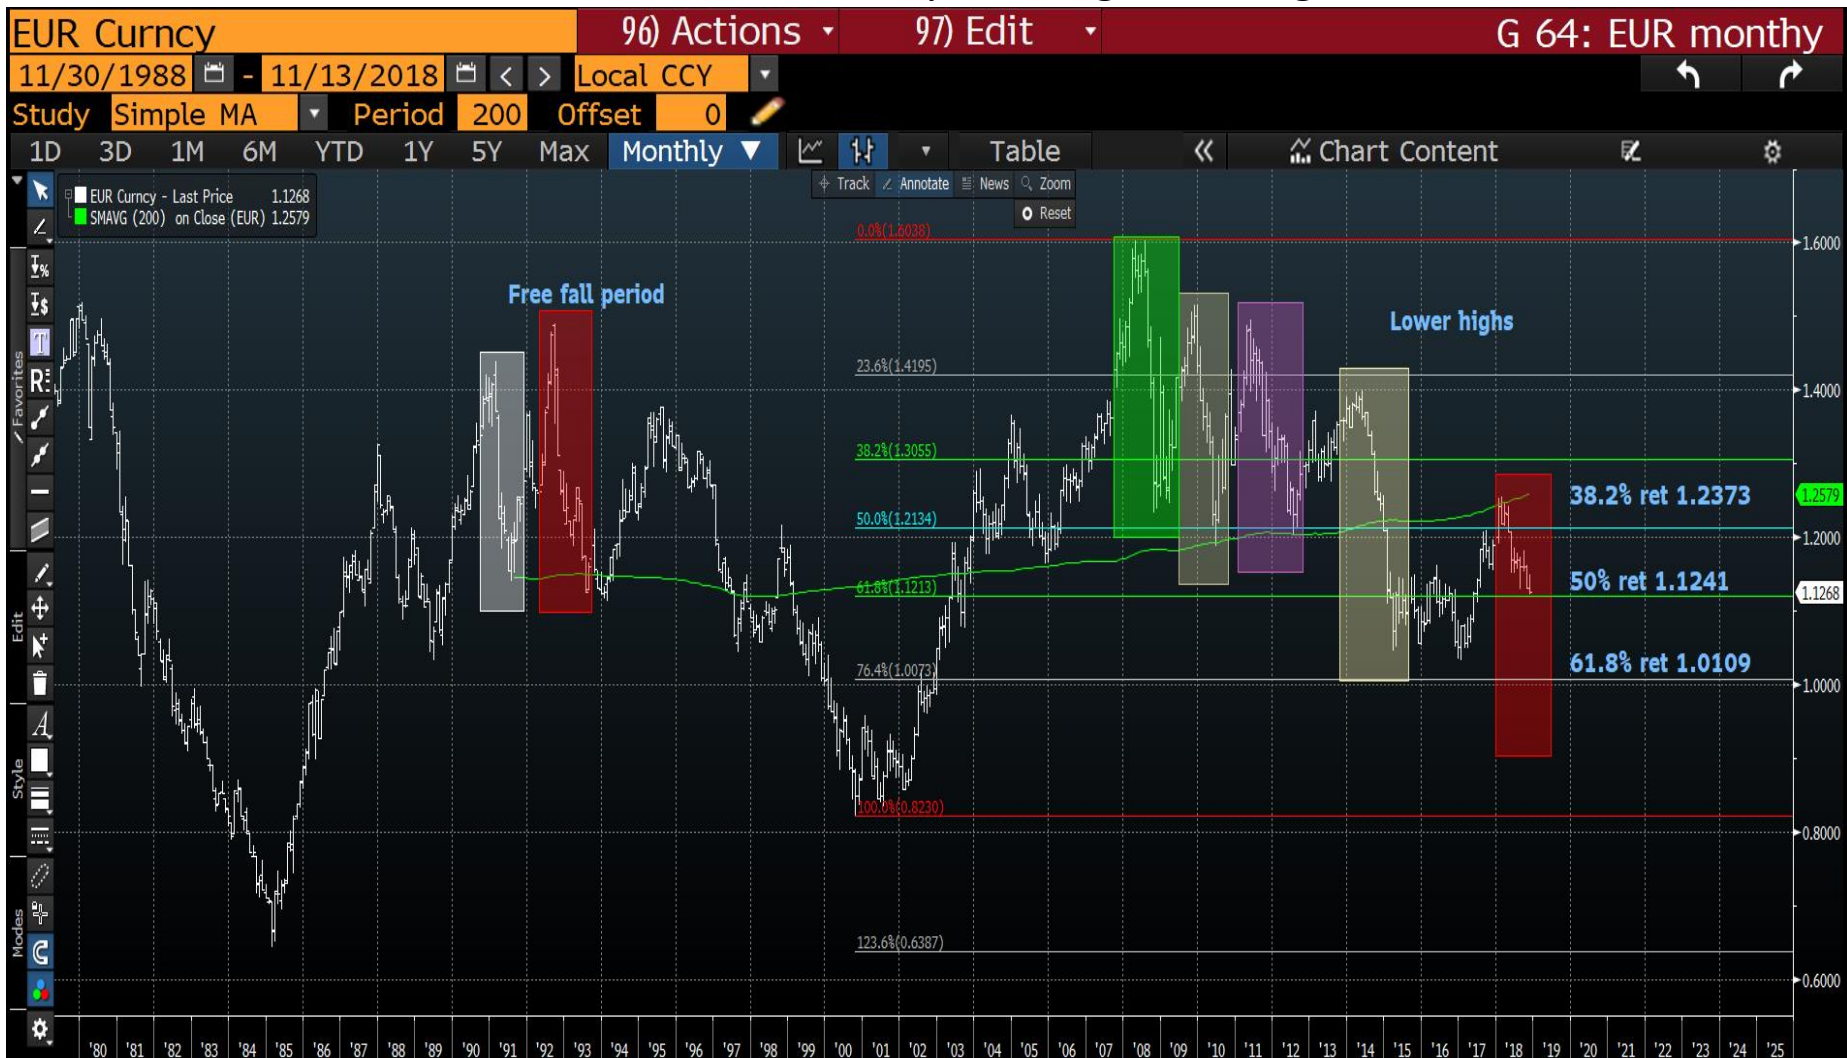 EUR Curncy
96) Actions
97) Edit
G 64: EUR monthy
11/30/1988 - 11/13/2018 Local CCY
Study Simple MA Period 200 Offset 0
1D 3D 1M 6M YTD 1Y 5Y Max Monthly ▼ Table « Chart Content
Track Annotate News Zoom
Reset
EUR Curncy - Last Price 1.1268
SMAVG (200) on Close (EUR) 1.2579
Favorites
Edit
Style
Modes
Free fall period
Lower highs
0.0%(1.6038)
23.6%(1.4195)
38.2%(1.3055)
50.0%(1.2134)
61.8%(1.1213)
76.4%(1.0073)
100.0%(0.8230)
123.6%(0.6387)
38.2% ret 1.2373
50% ret 1.1241
61.8% ret 1.0109
1.6000
1.4000
1.2579
1.2000
1.1268
1.0000
0.8000
0.6000
'80 '81 '82 '83 '84 '85 '86 '87 '88 '89 '90 '91 '92 '93 '94 '95 '96 '97 '98 '99 '00 '01 '02 '03 '04 '05 '06 '07 '08 '09 '10 '11 '12 '13 '14 '15 '16 '17 '18 '19 '20 '21 '22 '23 '24 '25